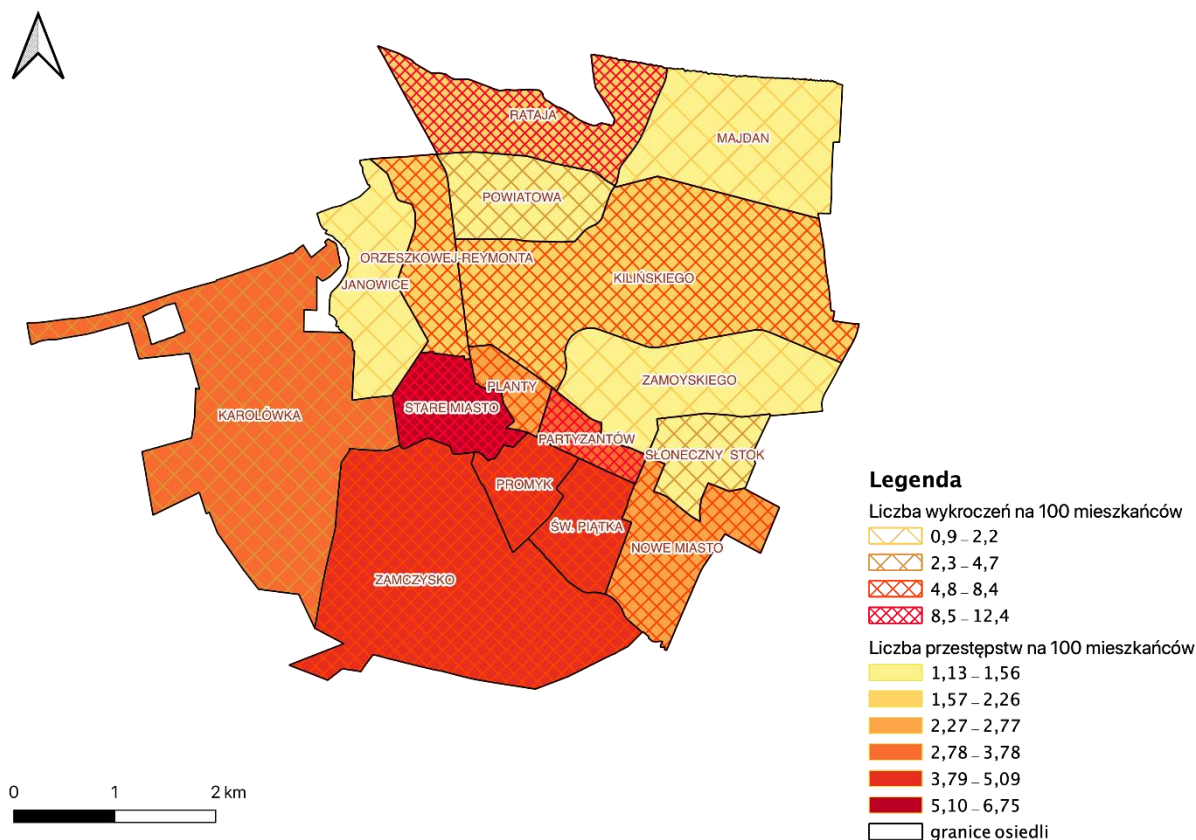 RATAJA
MAJDAN
POWIATOWA
ORZESZKOWEJ-REYMONTA
KILIŃSKIEGO
JANOWICE
ZAMOYSKIEGO
PLANTY
STARE MIASTO
KAROLÓWKA
PARTYZANTÓW
SŁONECZNY STOK
PROMYK
ŚW. PIĄTKA
NOWE MIASTO
ZAMCZYSKO
Legenda
Liczba wykroczeń na 100 mieszkańców
0,9 – 2,2
2,3 – 4,7
4,8 – 8,4
8,5 – 12,4
Liczba przestępstw na 100 mieszkańców
1,13 – 1,56
1,57 – 2,26
2,27 – 2,77
2,78 – 3,78
3,79 – 5,09
5,10 – 6,75
granice osiedli
0 1 2 km